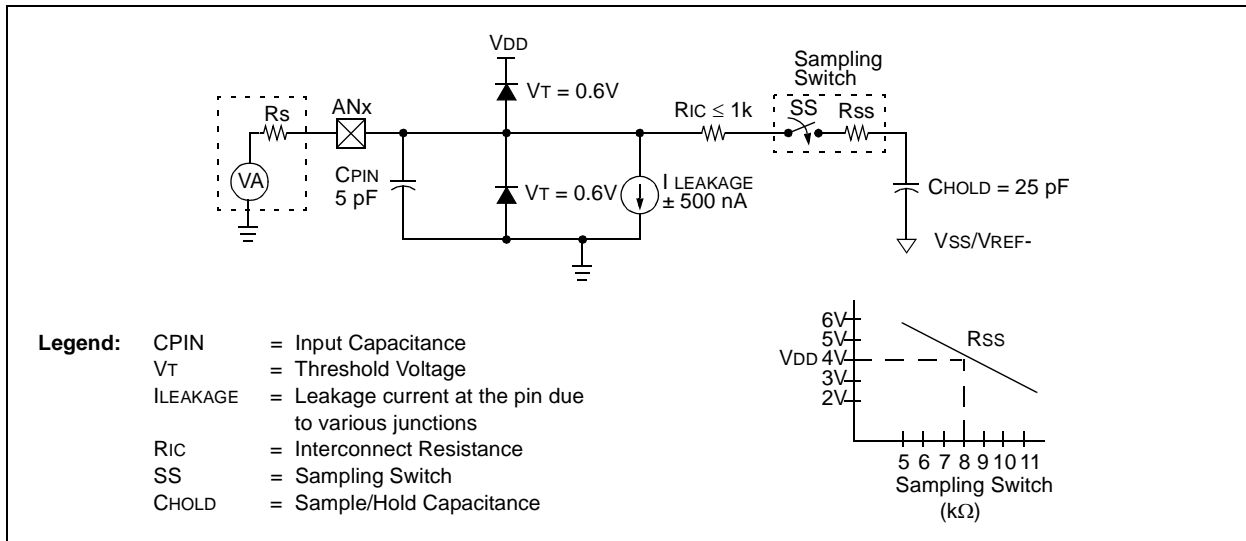 VDD
Sampling
Switch
VT = 0.6V
RS
ANx
RIC ≤ 1k
SS
RSS
VA
CPIN
5 pF
VT = 0.6V
I LEAKAGE
± 500 nA
CHOLD = 25 pF
VSS/VREF-
Legend: CPIN = Input Capacitance
VT = Threshold Voltage
ILEAKAGE = Leakage current at the pin due
to various junctions
RIC = Interconnect Resistance
SS = Sampling Switch
CHOLD = Sample/Hold Capacitance
6V
5V
VDD 4V
3V
2V
RSS
5 6 7 8 9 10 11
Sampling Switch
(kΩ)